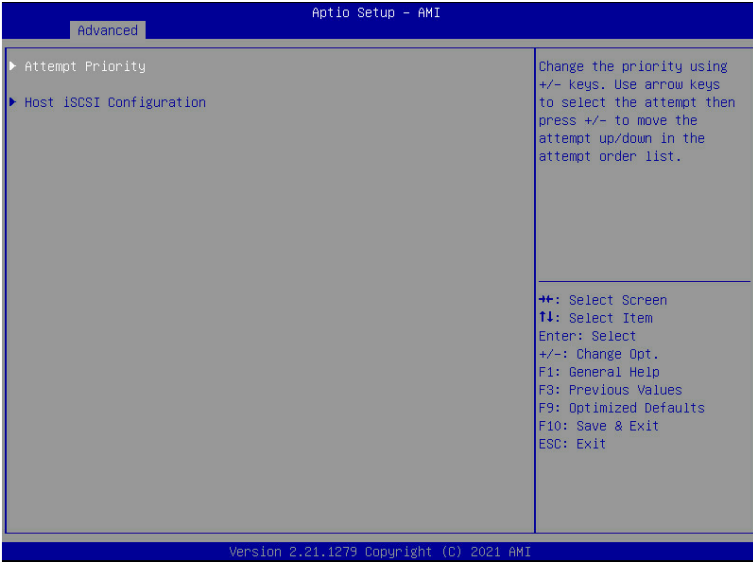 Aptio Setup – AMI
Advanced
▶ Attempt Priority
▶ Host iSCSI Configuration
Change the priority using
+/– keys. Use arrow keys
to select the attempt then
press +/– to move the
attempt up/down in the
attempt order list.
→←: Select Screen
↑↓: Select Item
Enter: Select
+/–: Change Opt.
F1: General Help
F3: Previous Values
F9: Optimized Defaults
F10: Save & Exit
ESC: Exit
Version 2.21.1279 Copyright (C) 2021 AMI